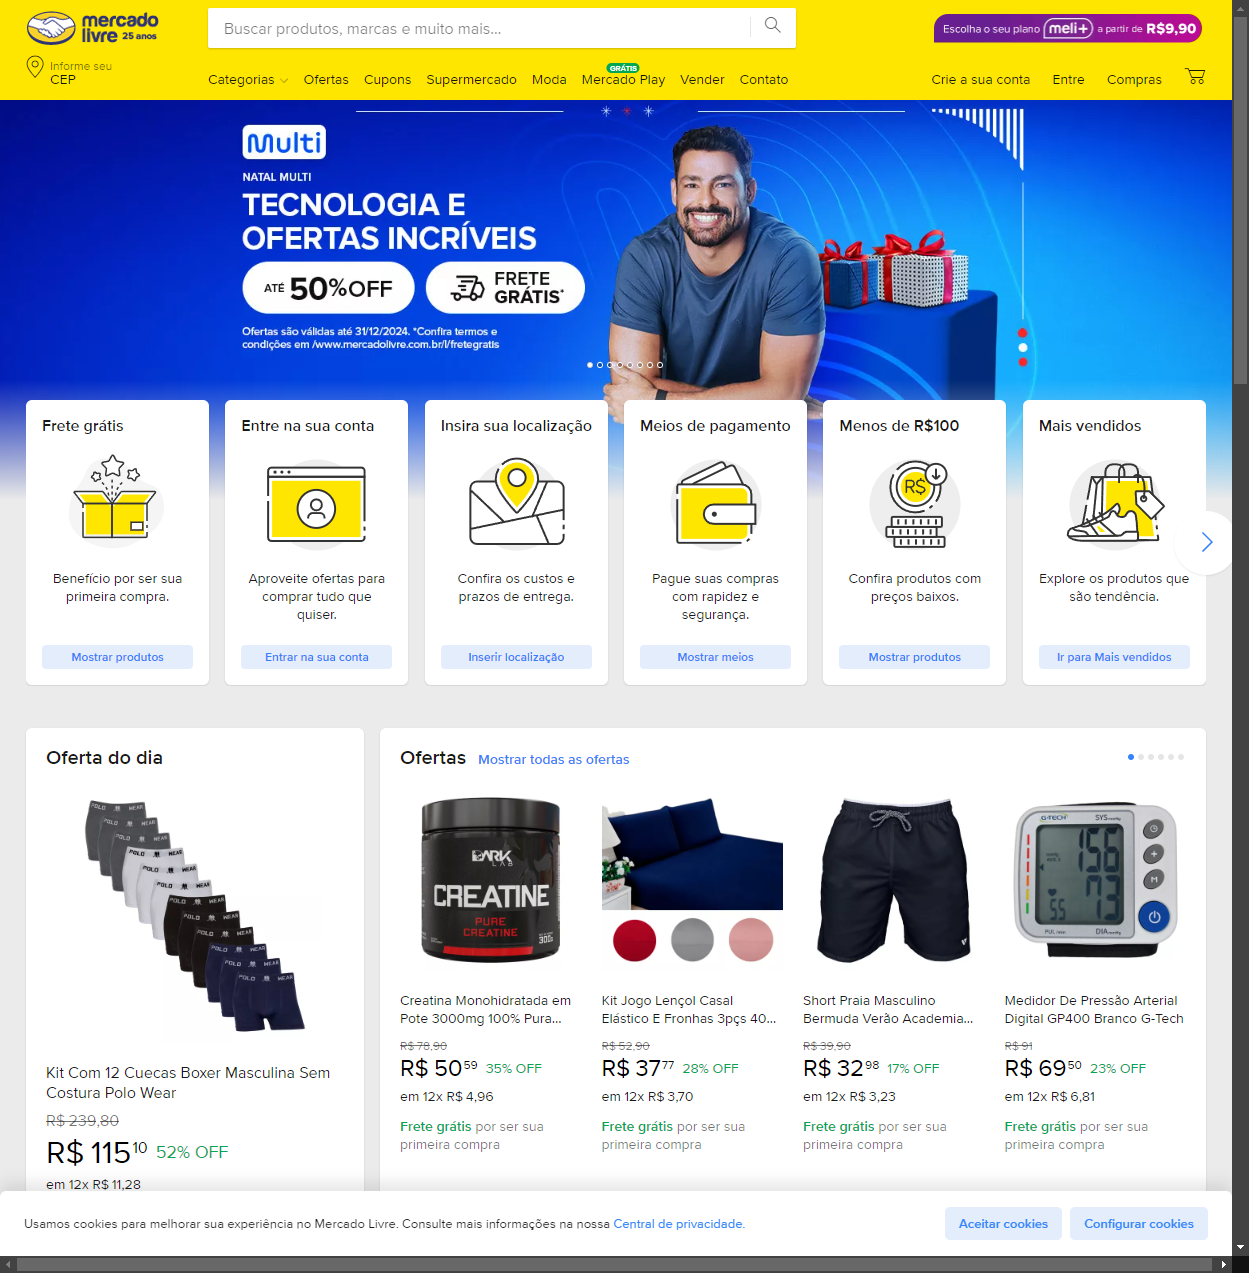 mercado
livre 25 anos
Buscar produtos, marcas e muito mais...
Escolha o seu plano meli+ a partir de R$9,90
Informe seu
CEP
Categorias
Ofertas
Cupons
Supermercado
Moda
GRÁTIS
Mercado Play
Vender
Contato
Crie a sua conta
Entre
Compras
Multi
NATAL MULTI
TECNOLOGIA E
OFERTAS INCRÍVEIS
ATÉ 50%OFF
FRETE
GRÁTIS*
Ofertas são válidas até 31/12/2024. *Confira termos e
condições em /www.mercadolivre.com.br/l/fretegratis
Frete grátis
Benefício por ser sua
primeira compra.
Mostrar produtos
Entre na sua conta
Aproveite ofertas para
comprar tudo que
quiser.
Entrar na sua conta
Insira sua localização
Confira os custos e
prazos de entrega.
Inserir localização
Meios de pagamento
Pague suas compras
com rapidez e
segurança.
Mostrar meios
Menos de R$100
R$
Confira produtos com
preços baixos.
Mostrar produtos
Mais vendidos
Explore os produtos que
são tendência.
Ir para Mais vendidos
Oferta do dia
POLO WEAR
POLO WEAR
POLO WEAR
POLO WEAR
POLO WEAR
Kit Com 12 Cuecas Boxer Masculina Sem
Costura Polo Wear
R$ 239,80
R$ 115 10 52% OFF
em 12x R$ 11,28
Ofertas
Mostrar todas as ofertas
DARK
LAB
CREATINE
PURE
CREATINE
300g
Creatina Monohidratada em
Pote 3000mg 100% Pura...
R$ 78,90
R$ 50 59 35% OFF
em 12x R$ 4,96
Frete grátis por ser sua
primeira compra
Kit Jogo Lençol Casal
Elástico E Fronhas 3pçs 40...
R$ 52,90
R$ 37 77 28% OFF
em 12x R$ 3,70
Frete grátis por ser sua
primeira compra
Short Praia Masculino
Bermuda Verão Academia...
R$ 39,90
R$ 32 98 17% OFF
em 12x R$ 3,23
Frete grátis por ser sua
primeira compra
G-TECH SYS mmHg
156
73
55
M
PUL/min DIA mmHg
Medidor De Pressão Arterial
Digital GP400 Branco G-Tech
R$ 91
R$ 69 50 23% OFF
em 12x R$ 6,81
Frete grátis por ser sua
primeira compra
Usamos cookies para melhorar sua experiência no Mercado Livre. Consulte mais informações na nossa Central de privacidade.
Aceitar cookies
Configurar cookies